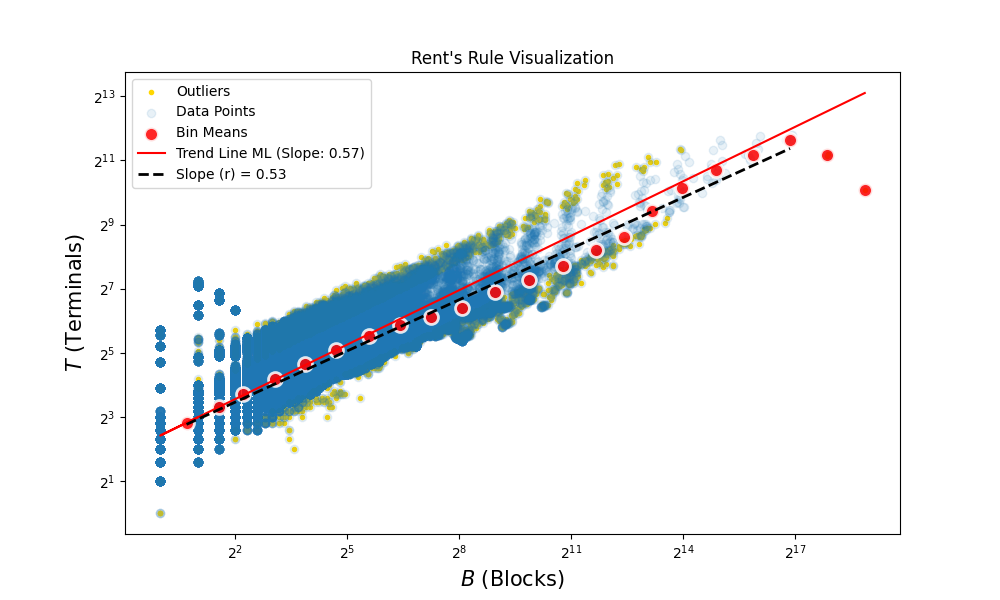 Rent's Rule Visualization
Outliers
Data Points
Bin Means
Trend Line ML (Slope: 0.57)
Slope (r) = 0.53
2^13
2^11
2^9
2^7
2^5
2^3
2^1
T (Terminals)
2^2 2^5 2^8 2^11 2^14 2^17
B (Blocks)